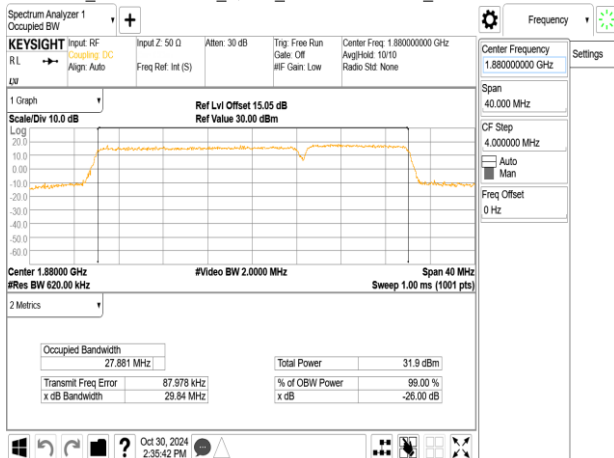 Spectrum Analyzer 1
Occupied BW
KEYSIGHT
RL
LXI
Input: RF
Coupling: DC
Align: Auto
Input Z: 50 Ω
Freq Ref: Int (S)
Atten: 30 dB
Trig: Free Run
Gate: Off
#IF Gain: Low
Center Freq: 1.880000000 GHz
Avg|Hold: 10/10
Radio Std: None
1 Graph
Scale/Div 10.0 dB
Ref Lvl Offset 15.05 dB
Ref Value 30.00 dBm
Log
20.0
10.0
0.00
-10.0
-20.0
-30.0
-40.0
-50.0
-60.0
Center 1.88000 GHz
#Res BW 620.00 kHz
#Video BW 2.0000 MHz
Span 40 MHz
Sweep 1.00 ms (1001 pts)
2 Metrics
Occupied Bandwidth
27.881 MHz
Transmit Freq Error 87.978 kHz
x dB Bandwidth 29.84 MHz
Total Power 31.9 dBm
% of OBW Power 99.00 %
x dB -26.00 dB
?
Oct 30, 2024
2:35:42 PM
Frequency
Center Frequency
1.880000000 GHz
Settings
Span
40.000 MHz
CF Step
4.000000 MHz
Auto
Man
Freq Offset
0 Hz